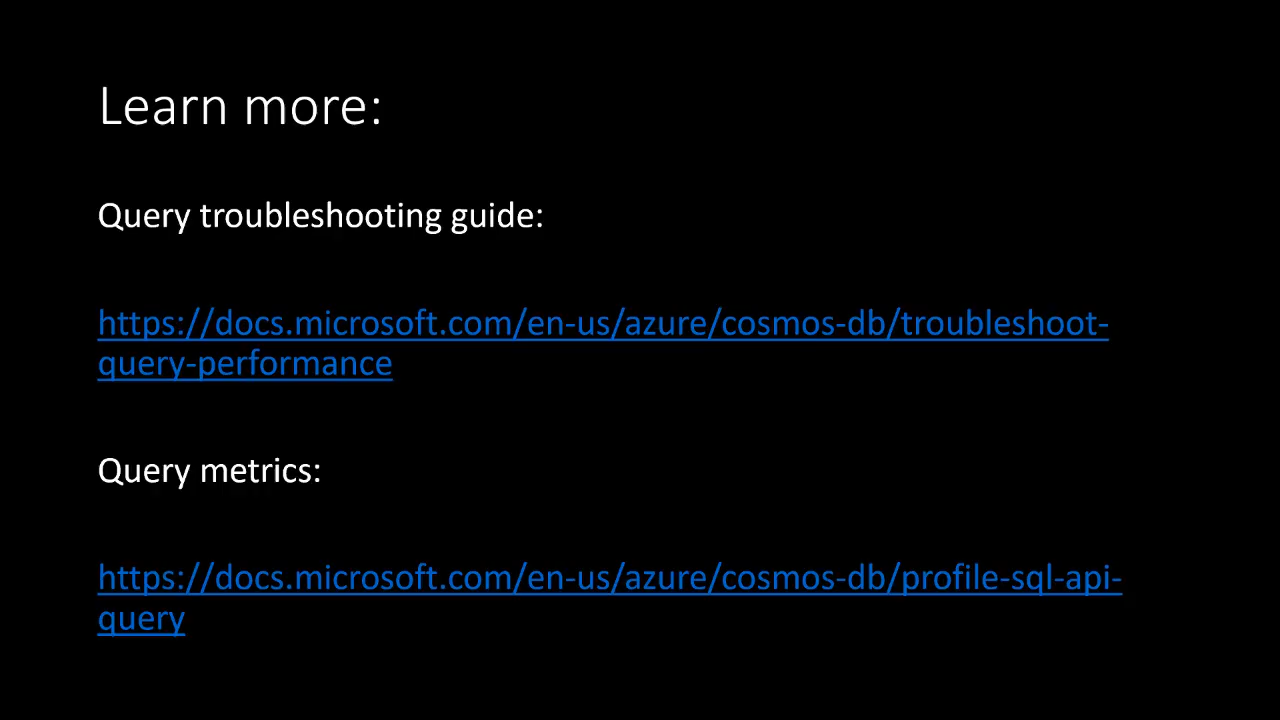 Learn more:
Query troubleshooting guide:
https://docs.microsoft.com/en-us/azure/cosmos-db/troubleshoot-
query-performance
Query metrics:
https://docs.microsoft.com/en-us/azure/cosmos-db/profile-sql-api-
query